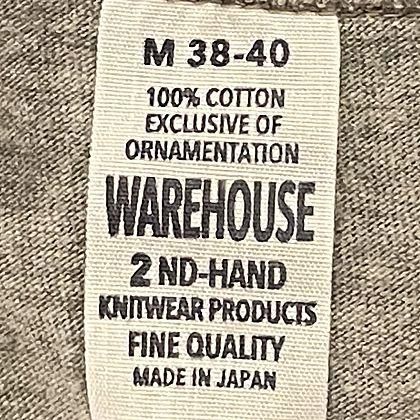 M 38-40
100% COTTON
EXCLUSIVE OF
ORNAMENTATION
WAREHOUSE
2 ND-HAND
KNITWEAR PRODUCTS
FINE QUALITY
MADE IN JAPAN